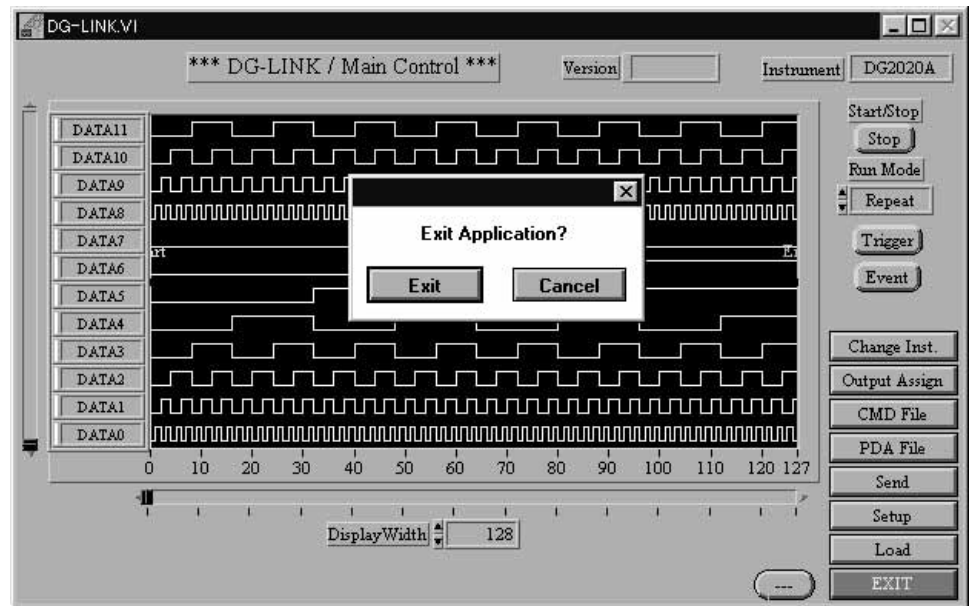 DG-LINK.VI
*** DG-LINK / Main Control ***
Version
Instrument DG2020A
Start/Stop
Stop
Run Mode
Repeat
Trigger
Event
DATA11
DATA10
DATA9
DATA8
DATA7
DATA6
DATA5
DATA4
DATA3
DATA2
DATA1
DATA0
Exit Application?
Exit Cancel
0 10 20 30 40 50 60 70 80 90 100 110 120 127
DisplayWidth 128
Change Inst.
Output Assign
CMD File
PDA File
Send
Setup
Load
EXIT
---